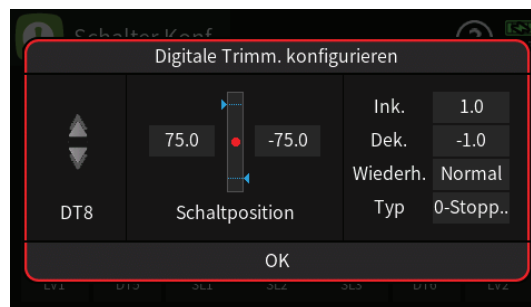 Schalter Konf
Digitale Trimm. konfigurieren
DT8
75.0
-75.0
Schaltposition
Ink.
1.0
Dek.
-1.0
Wiederh.
Normal
Typ
0-Stopp..
OK
LV1
DT5
SL1
SL2
SL3
DT6
LV2